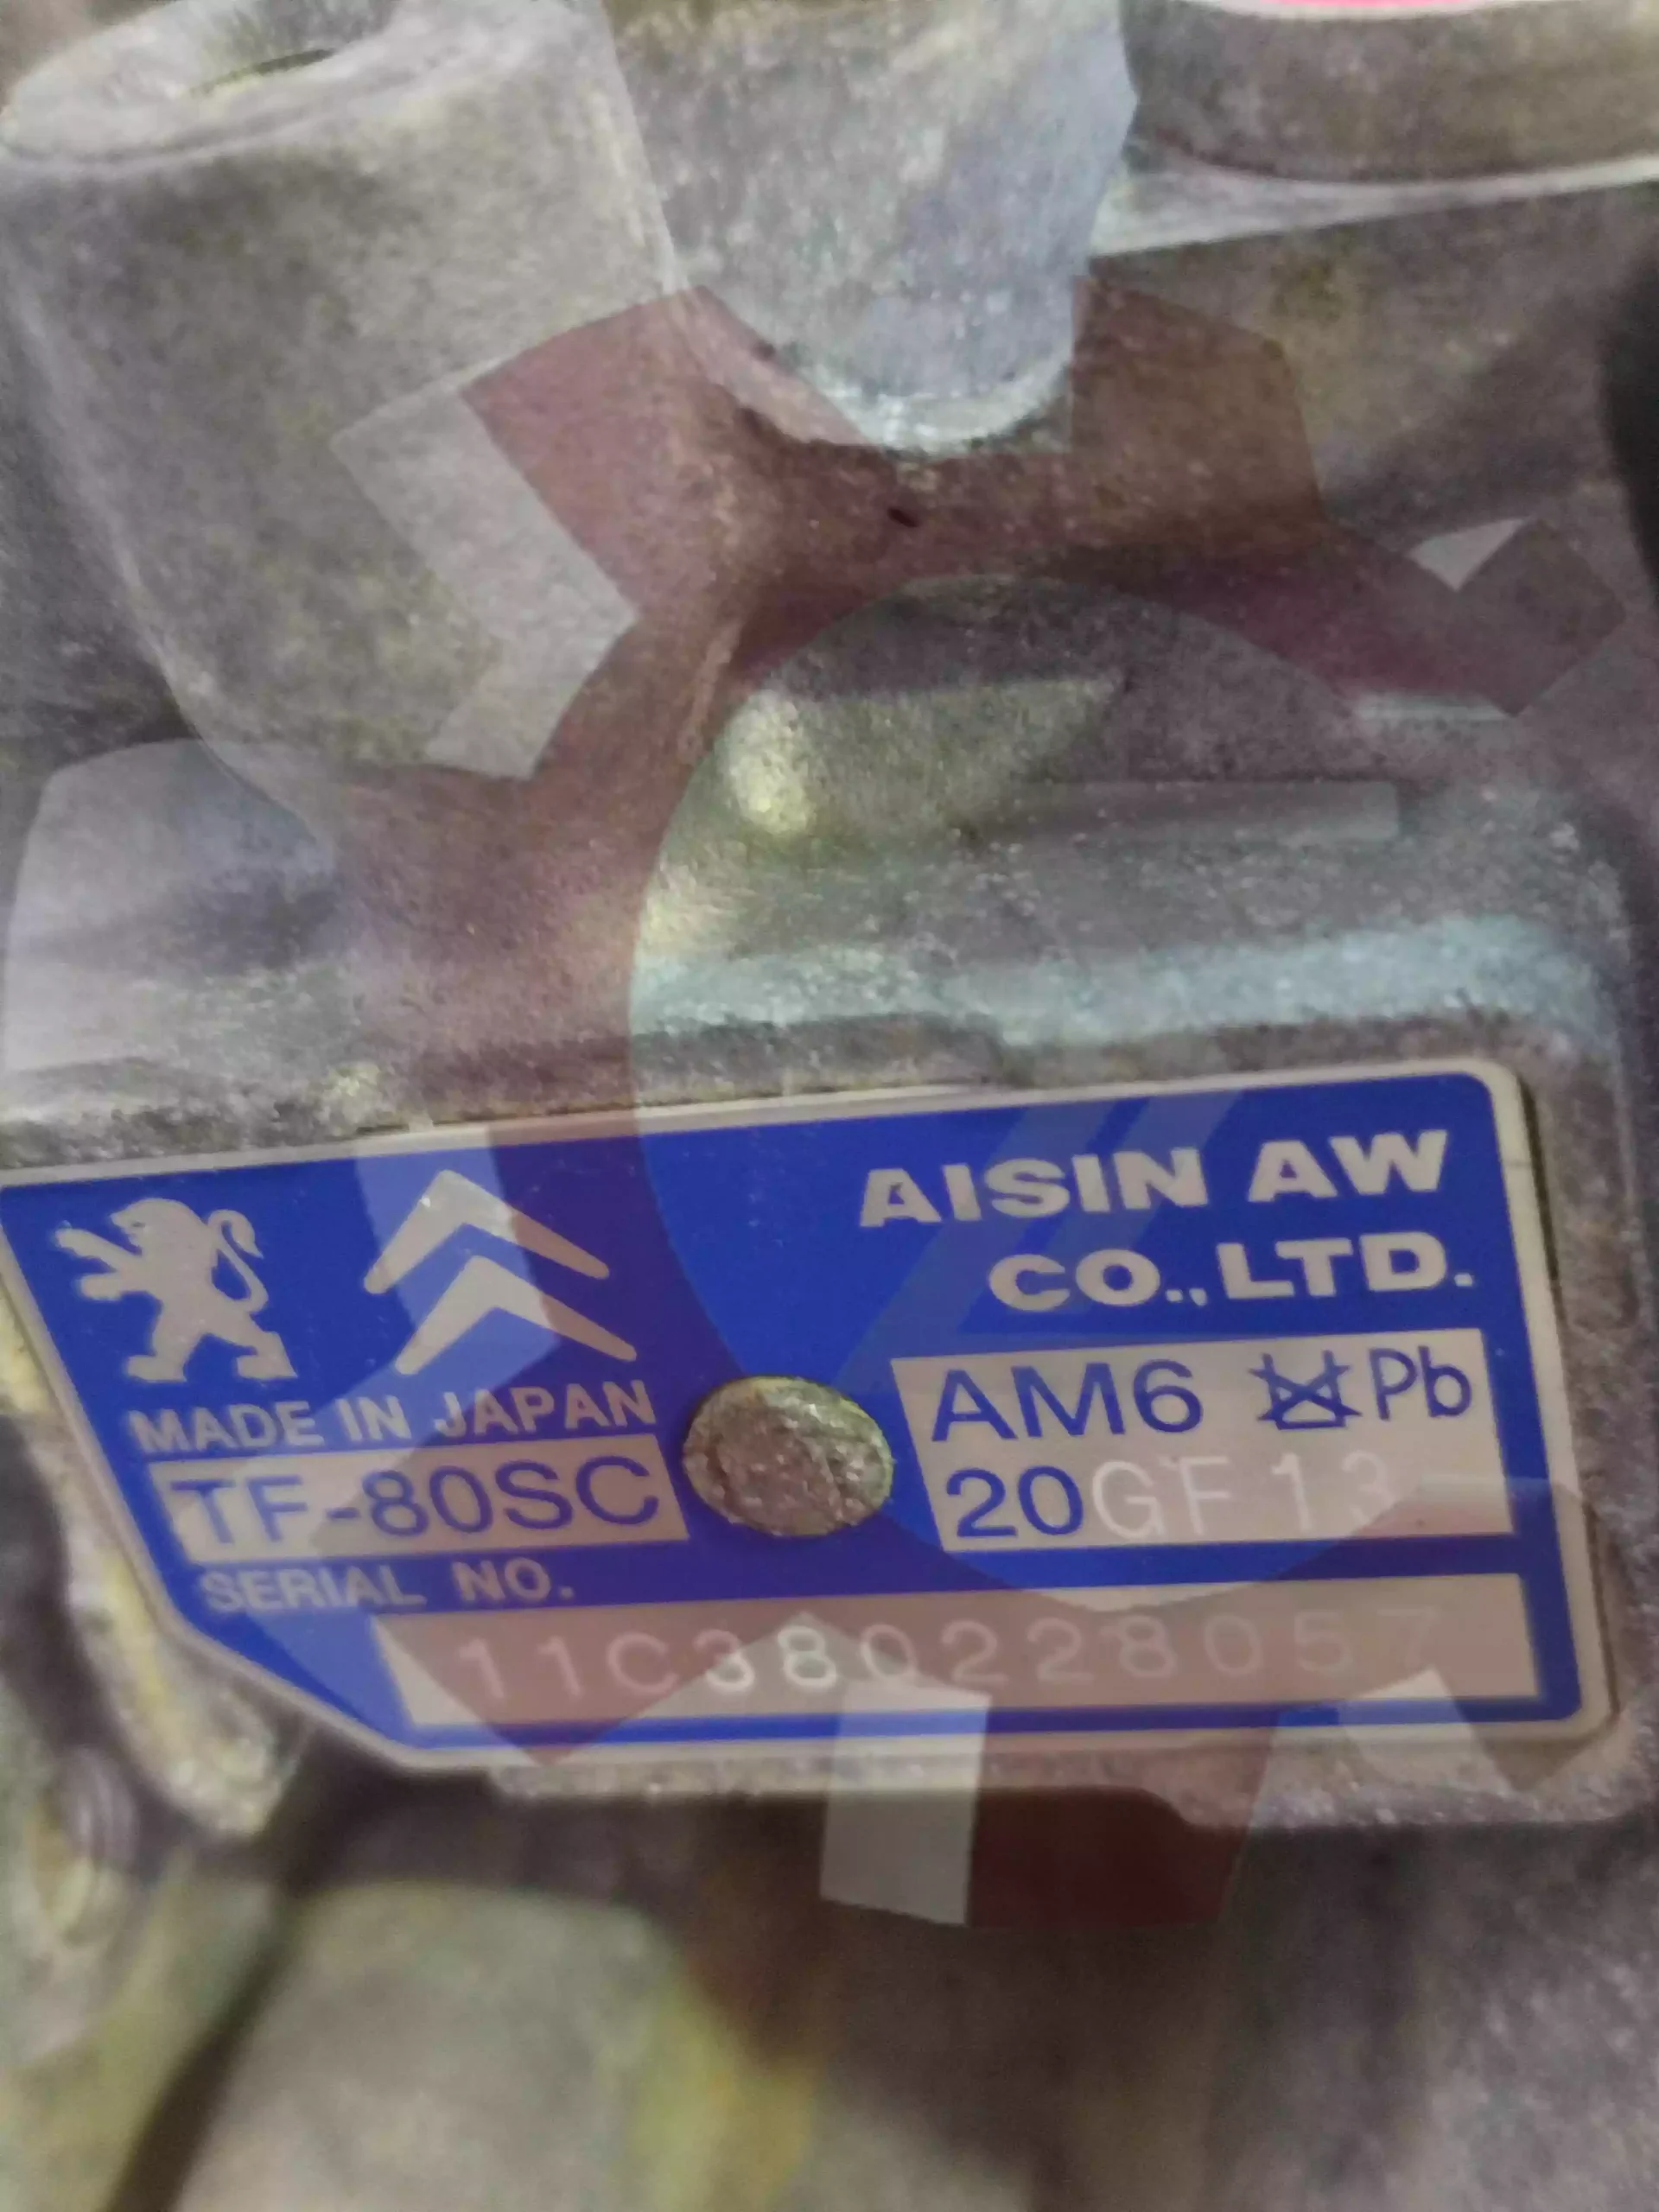 AISIN AW
CO.,LTD.
MADE IN JAPAN
TF-80SC
AM6 Pb
20GF13
SERIAL NO.
11C380228057